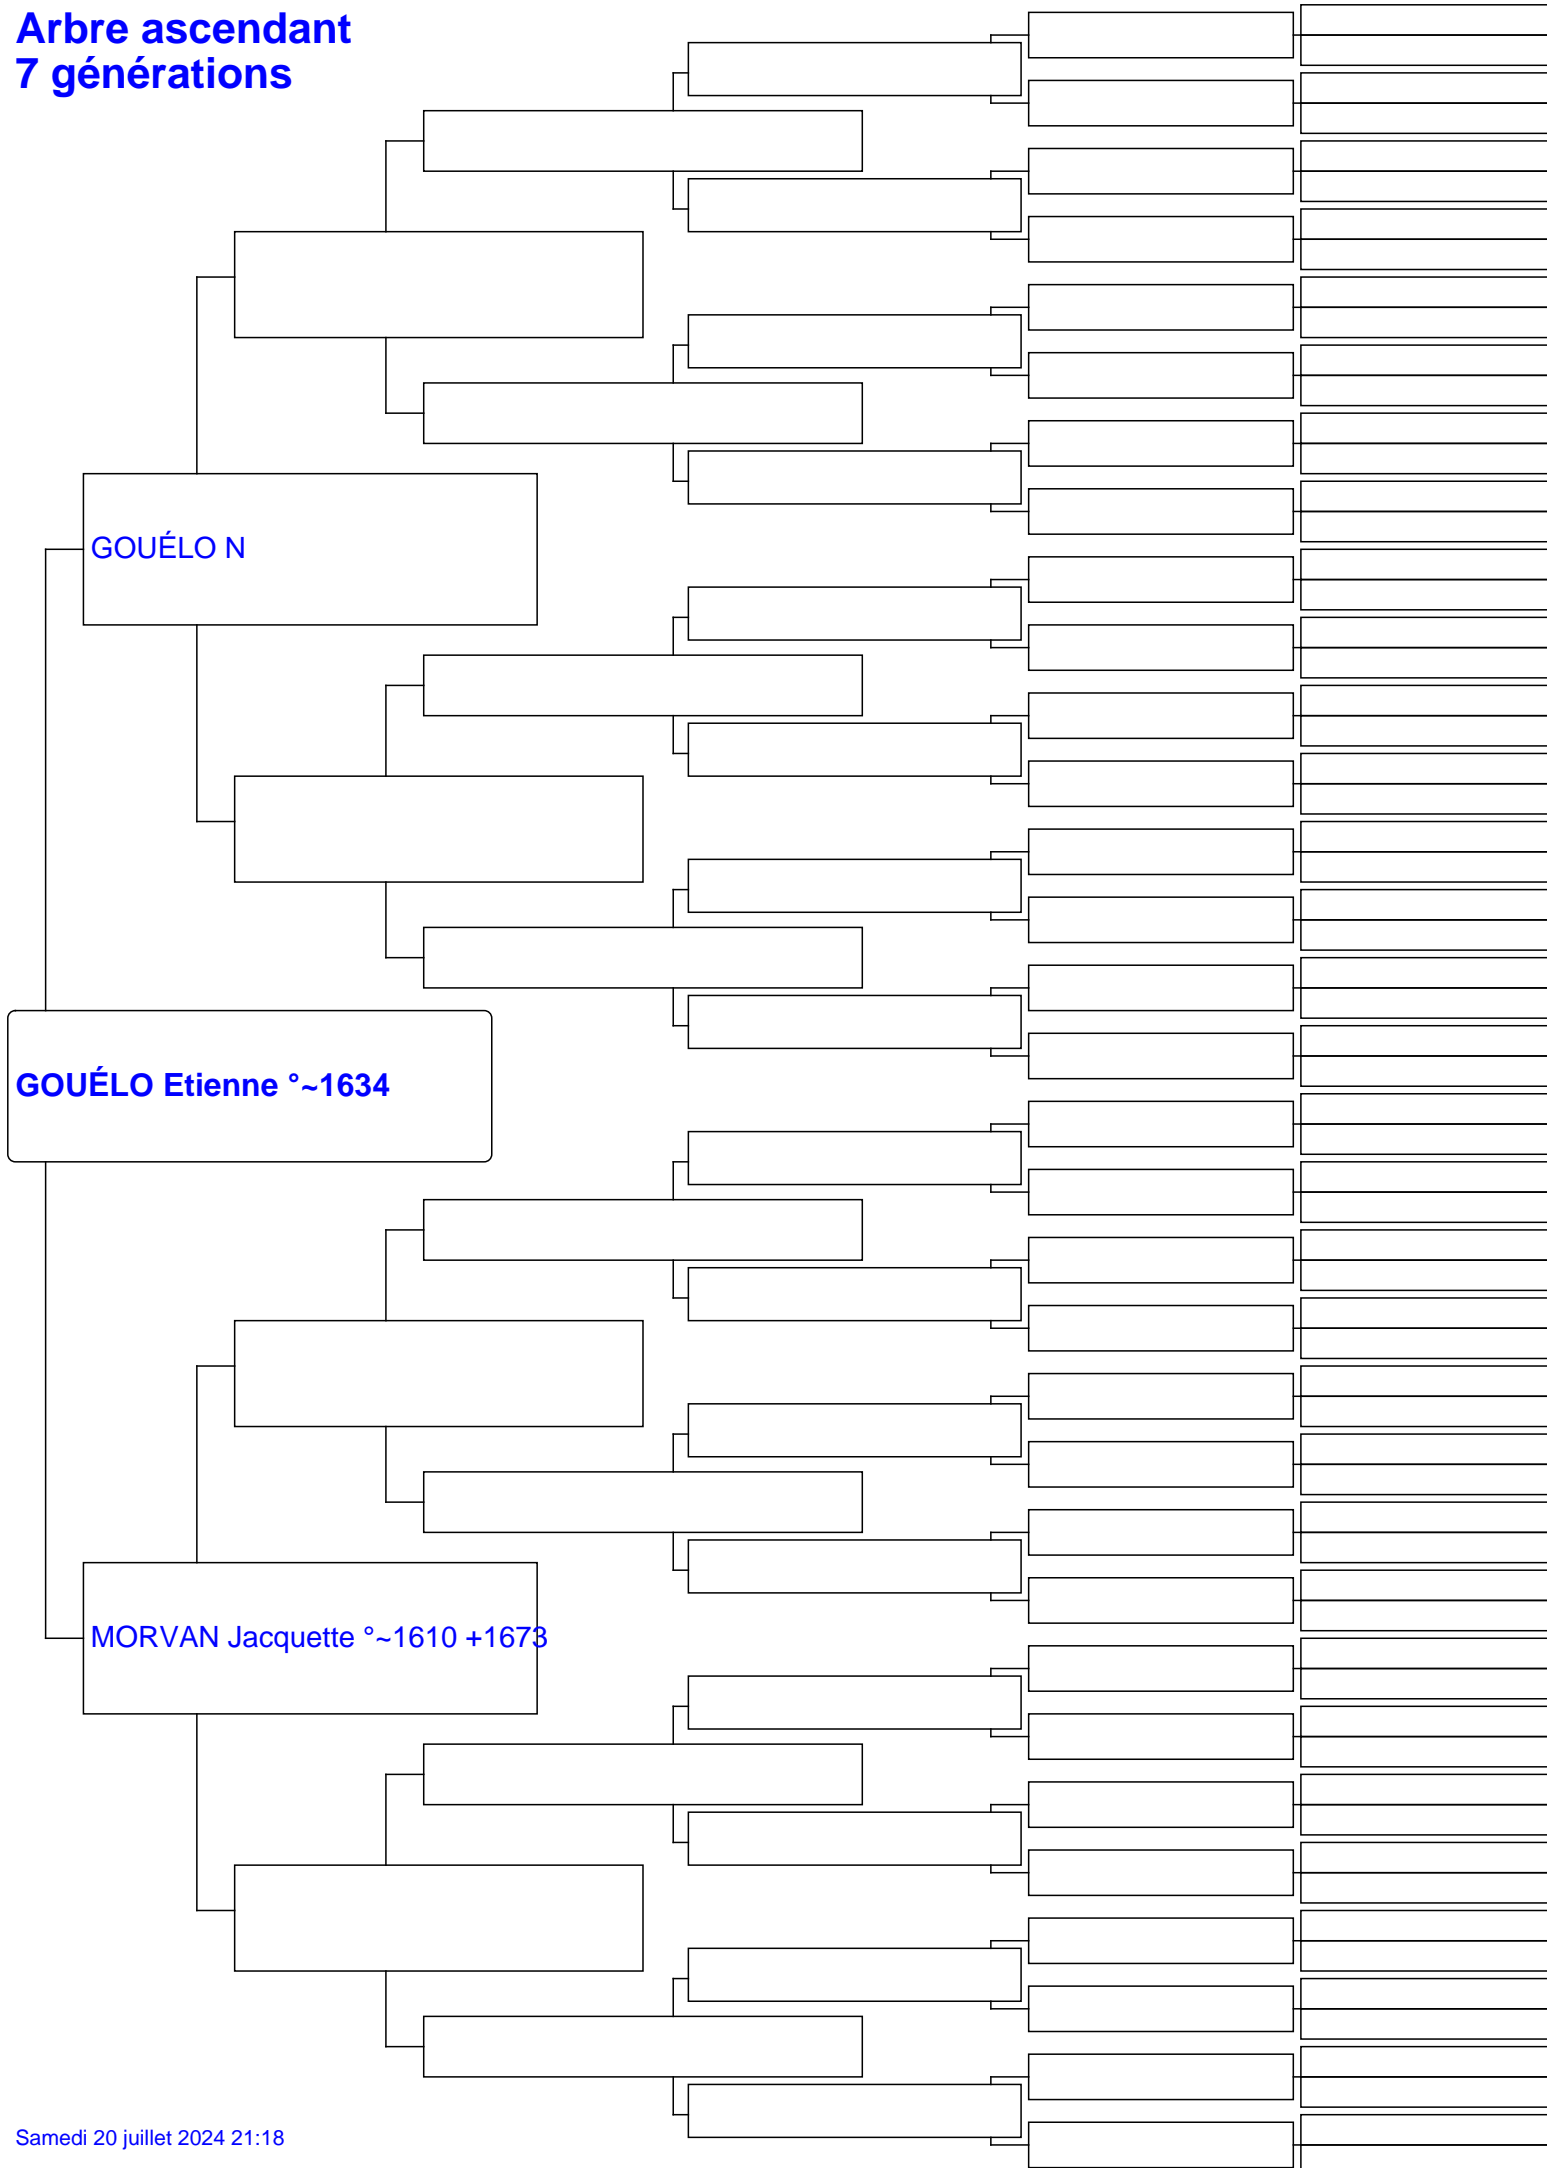 Arbre ascendant
7 générations
GOUÉLO N
GOUÉLO Etienne °~1634
MORVAN Jacquette °~1610 +1673
Samedi 20 juillet 2024 21:18